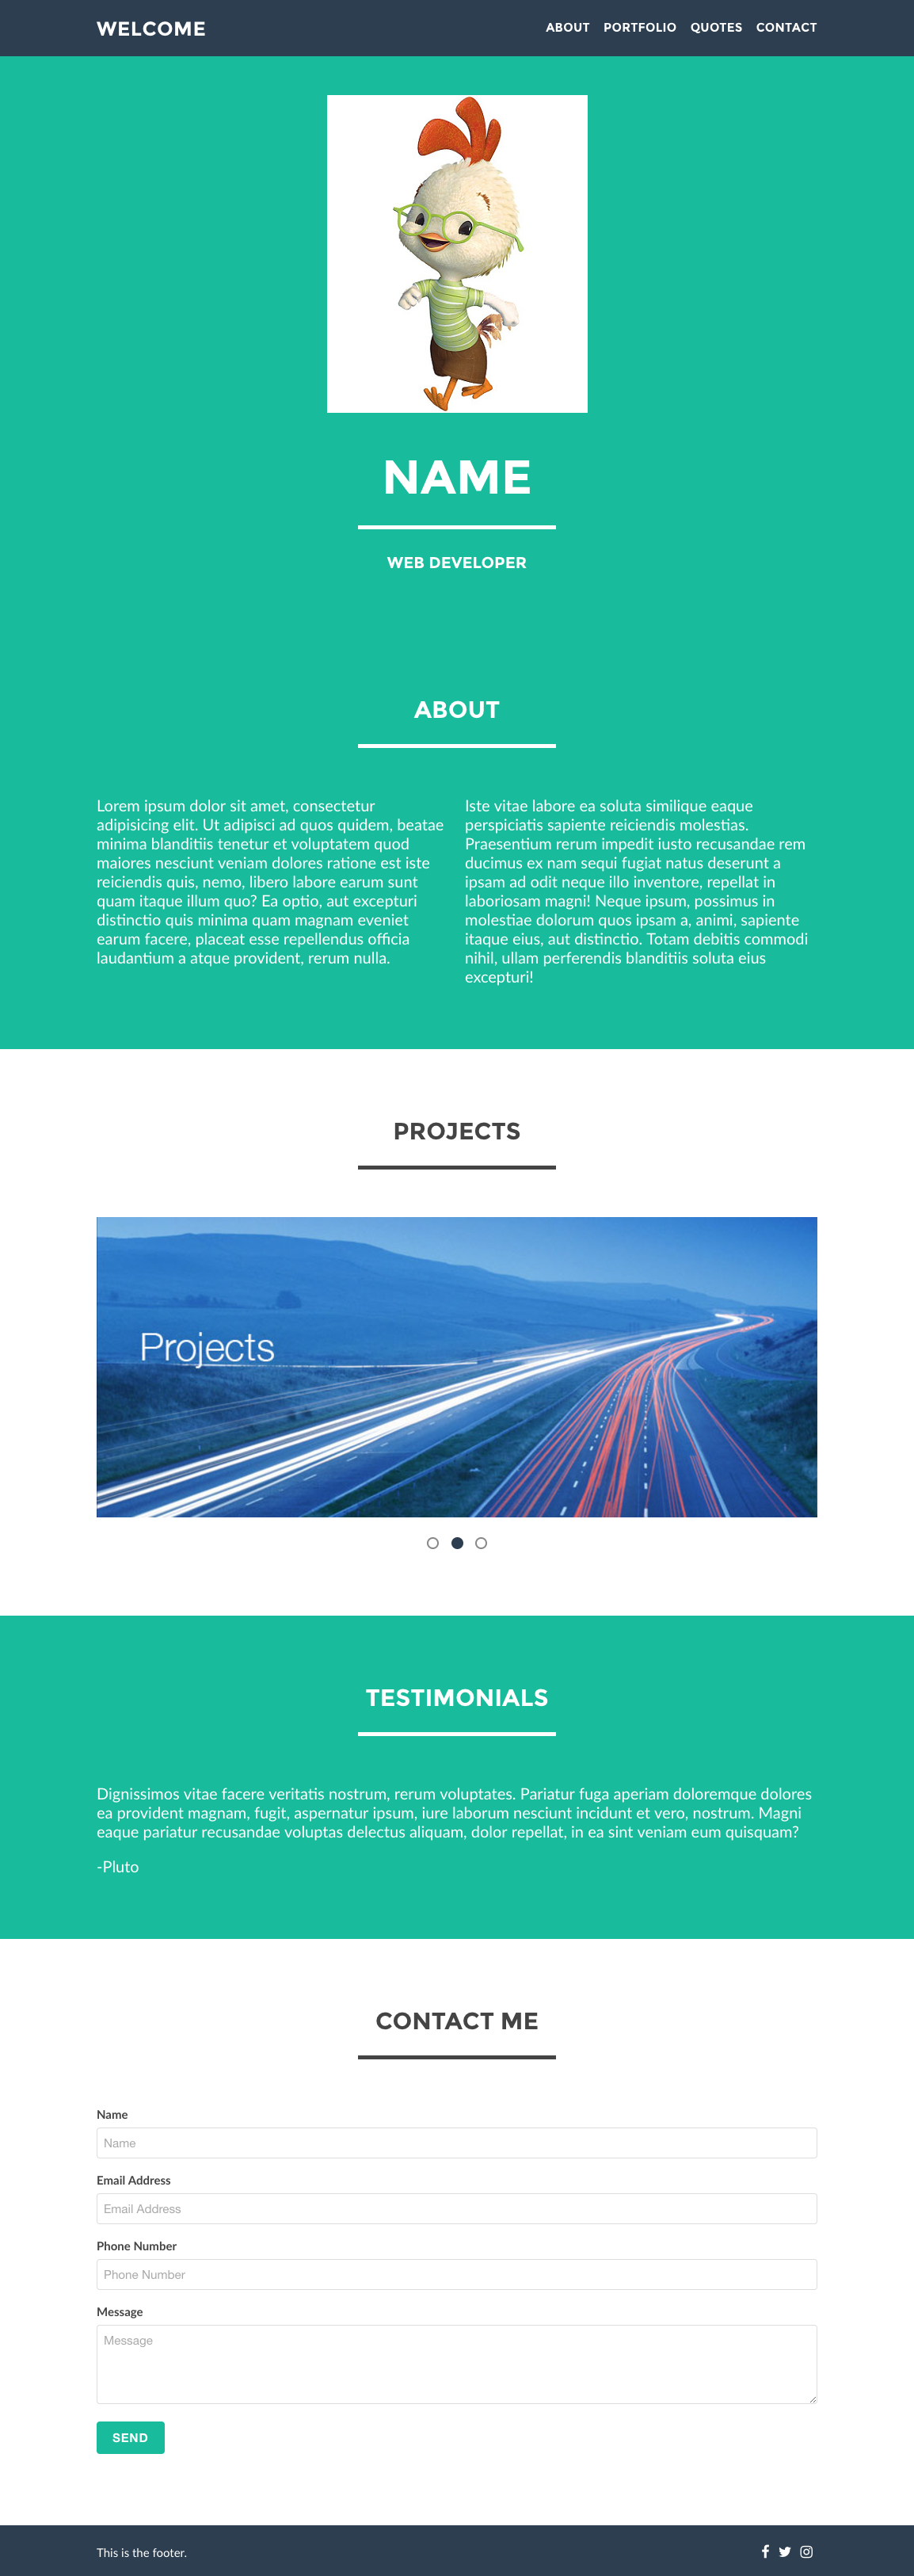 WELCOME
ABOUT PORTFOLIO QUOTES CONTACT
NAME
WEB DEVELOPER
ABOUT
Lorem ipsum dolor sit amet, consectetur
adipisicing elit. Ut adipisci ad quos quidem, beatae
minima blanditiis tenetur et voluptatem quod
maiores nesciunt veniam dolores ratione est iste
reiciendis quis, nemo, libero labore earum sunt
quam itaque illum quo? Ea optio, aut excepturi
distinctio quis minima quam magnam eveniet
earum facere, placeat esse repellendus officia
laudantium a atque provident, rerum nulla.
Iste vitae labore ea soluta similique eaque
perspiciatis sapiente reiciendis molestias.
Praesentium rerum impedit iusto recusandae rem
ducimus ex nam sequi fugiat natus deserunt a
ipsam ad odit neque illo inventore, repellat in
laboriosam magni! Neque ipsum, possimus in
molestiae dolorum quos ipsam a, animi, sapiente
itaque eius, aut distinctio. Totam debitis commodi
nihil, ullam perferendis blanditiis soluta eius
excepturi!
PROJECTS
Projects
TESTIMONIALS
Dignissimos vitae facere veritatis nostrum, rerum voluptates. Pariatur fuga aperiam doloremque dolores
ea provident magnam, fugit, aspernatur ipsum, iure laborum nesciunt incidunt et vero, nostrum. Magni
eaque pariatur recusandae voluptas delectus aliquam, dolor repellat, in ea sint veniam eum quisquam?
-Pluto
CONTACT ME
Name
Name
Email Address
Email Address
Phone Number
Phone Number
Message
Message
SEND
This is the footer.